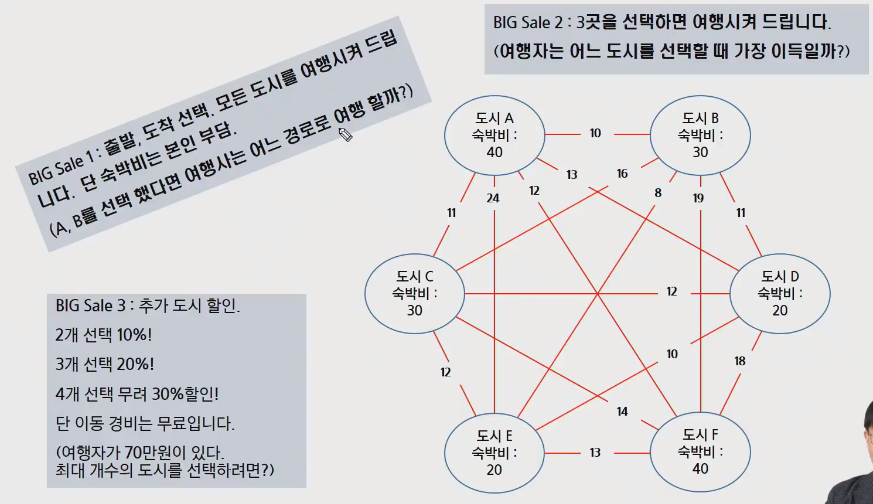 BIG Sale 1 : 출발, 도착 선택. 모든 도시를 여행시켜 드립
니다. 단 숙박비는 본인 부담.
(A, B를 선택 했다면 여행사는 어느 경로로 여행 할까?)
BIG Sale 2 : 3곳을 선택하면 여행시켜 드립니다.
(여행자는 어느 도시를 선택할 때 가장 이득일까?)
도시 A
숙박비 :
40
10
도시 B
숙박비 :
30
24
12
13
16
8
19
11
11
도시 C
숙박비 :
30
12
도시 D
숙박비 :
20
12
10
18
14
도시 E
숙박비 :
20
13
도시 F
숙박비 :
40
BIG Sale 3 : 추가 도시 할인.
2개 선택 10%!
3개 선택 20%!
4개 선택 무려 30%할인!
단 이동 경비는 무료입니다.
(여행자가 70만원이 있다.
최대 개수의 도시를 선택하려면?)